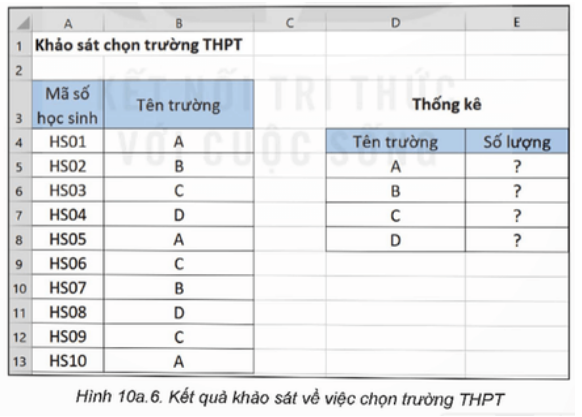 A B C D E
1 Khảo sát chọn trường THPT
2
3 Mã số học sinh Tên trường Thống kê
4 HS01 A Tên trường Số lượng
5 HS02 B A ?
6 HS03 C B ?
7 HS04 D C ?
8 HS05 A D ?
9 HS06 C
10 HS07 B
11 HS08 D
12 HS09 C
13 HS10 A
KẾT NỐI TRI THỨC
VỚI CUỘC SỐNG
Hình 10a.6. Kết quả khảo sát về việc chọn trường THPT